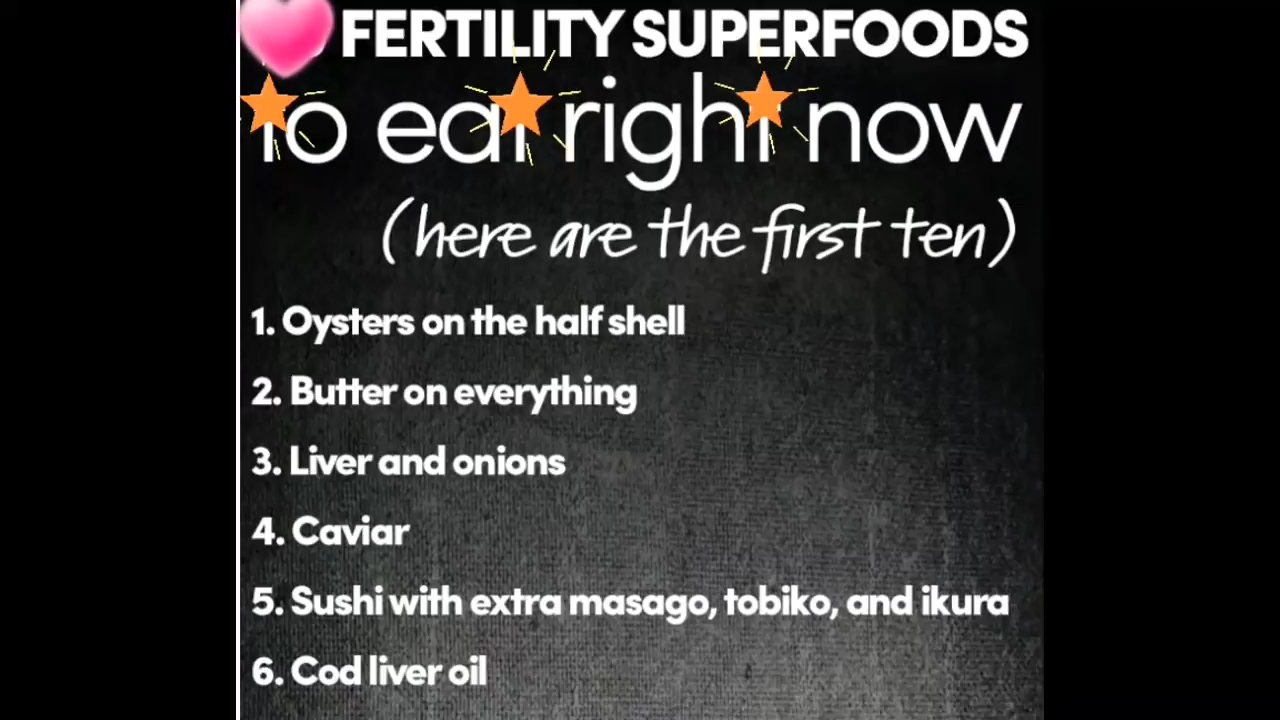 FERTILITY SUPERFOODS
to eat right now
(here are the first ten)
1. Oysters on the half shell
2. Butter on everything
3. Liver and onions
4. Caviar
5. Sushi with extra masago, tobiko, and ikura
6. Cod liver oil